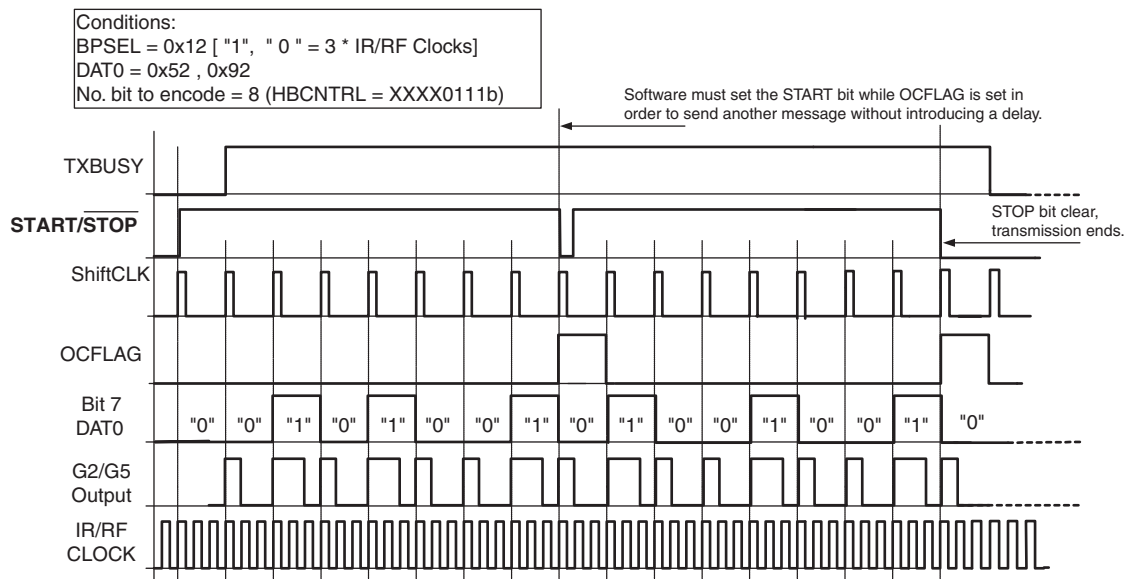 Conditions:
BPSEL = 0x12 [ "1", " 0 " = 3 * IR/RF Clocks]
DAT0 = 0x52 , 0x92
No. bit to encode = 8 (HBCNTRL = XXXX0111b)
Software must set the START bit while OCFLAG is set in
order to send another message without introducing a delay.
TXBUSY
START/STOP
STOP bit clear,
transmission ends.
ShiftCLK
OCFLAG
Bit 7
DAT0
"0" "0" "1" "0" "1" "0" "0" "1" "0" "1" "0" "0" "1" "0" "0" "1" "0"
G2/G5
Output
IR/RF
CLOCK